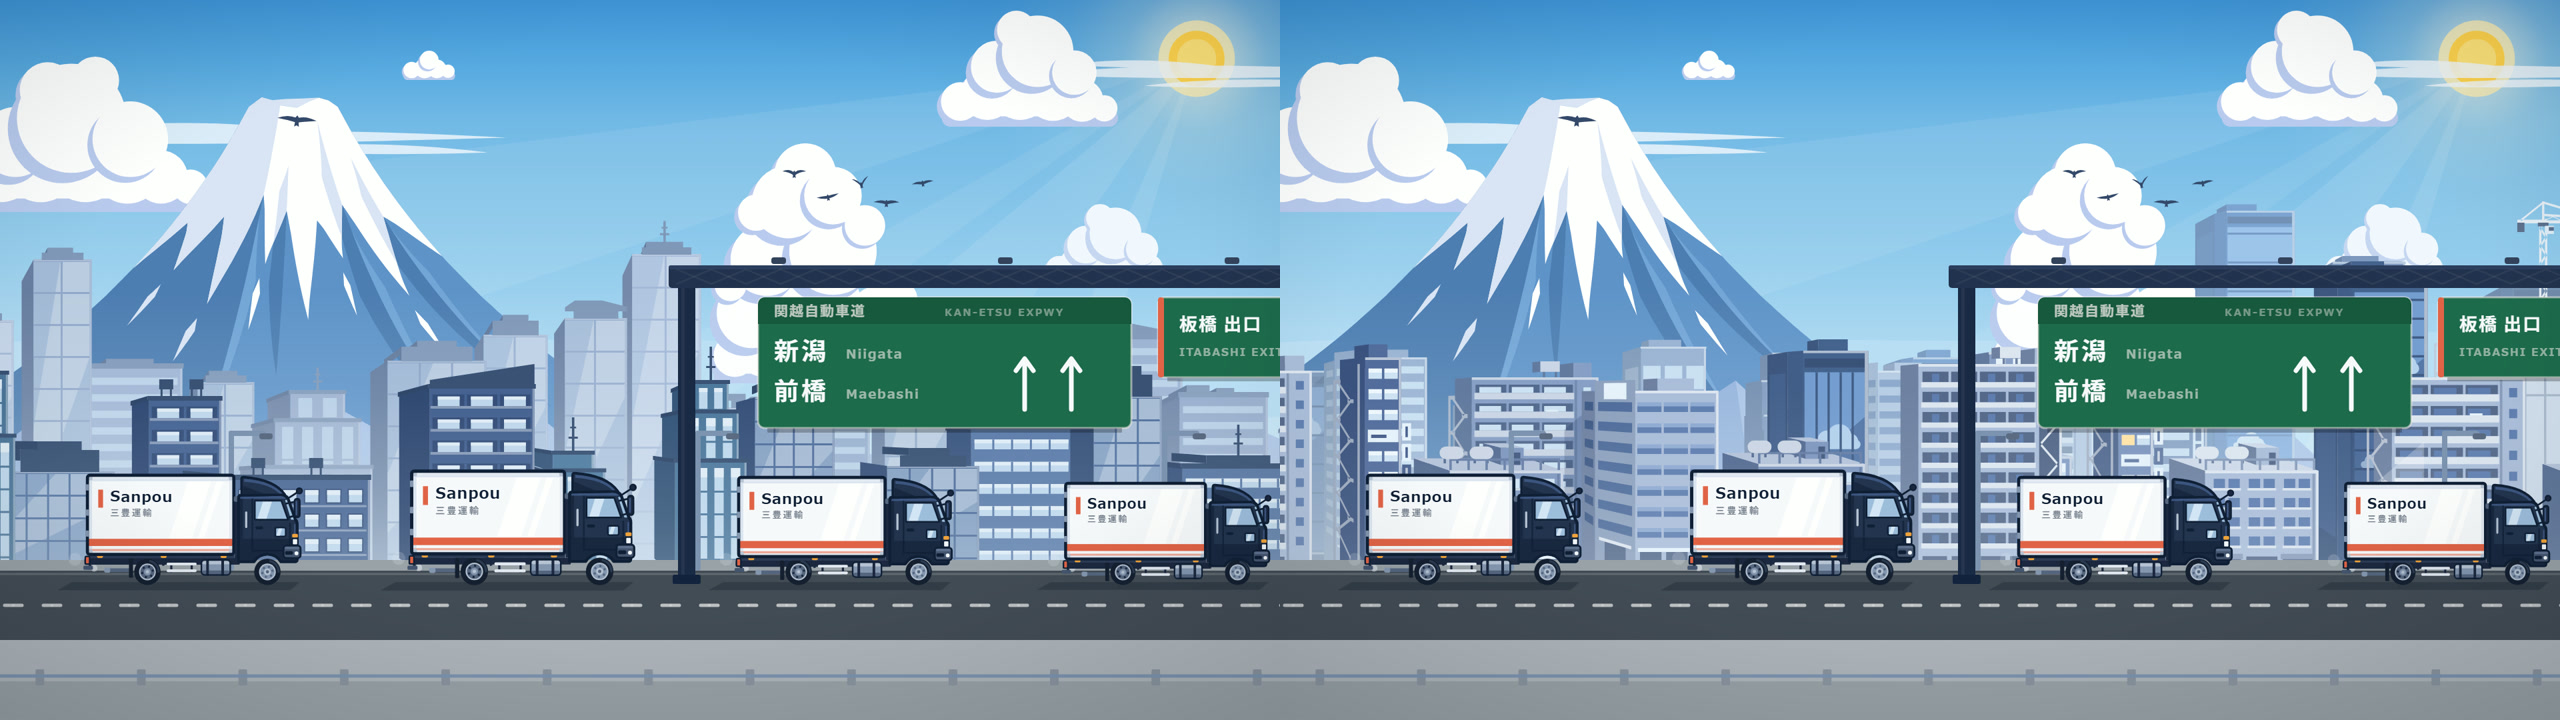 関越自動車道 KAN-ETSU EXPWY
新潟 Niigata
前橋 Maebashi
板橋 出口
ITABASHI EXIT
Sanpou
三豊運輸
Sanpou
三豊運輸
Sanpou
三豊運輸
Sanpou
三豊運輸
関越自動車道 KAN-ETSU EXPWY
新潟 Niigata
前橋 Maebashi
板橋 出口
ITABASHI EXIT
Sanpou
三豊運輸
Sanpou
三豊運輸
Sanpou
三豊運輸
Sanpou
三豊運輸